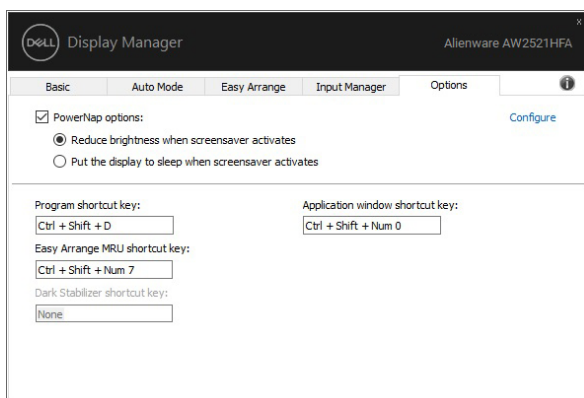 DELL Display Manager
Alienware AW2521HFA
x
Basic
Auto Mode
Easy Arrange
Input Manager
Options
i
PowerNap options:
Configure
Reduce brightness when screensaver activates
Put the display to sleep when screensaver activates
Program shortcut key:
Application window shortcut key:
Ctrl + Shift + D
Ctrl + Shift + Num 0
Easy Arrange MRU shortcut key:
Ctrl + Shift + Num 7
Dark Stabilizer shortcut key:
None